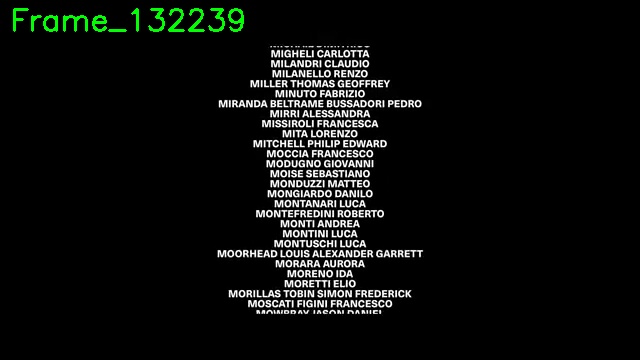 Frame_132239
MIGHELI CARLOTTA
MILANDRI CLAUDIO
MILANELLO RENZO
MILLER THOMAS GEOFFREY
MINUTO FABRIZIO
MIRANDA BELTRAME BUSSADORI PEDRO
MIRRI ALESSANDRA
MISSIROLI FRANCESCA
MITA LORENZO
MITCHELL PHILIP EDWARD
MOCCIA FRANCESCO
MODUGNO GIOVANNI
MOISE SEBASTIANO
MONDUZZI MATTEO
MONGIARDO DANILO
MONTANARI LUCA
MONTEFREDINI ROBERTO
MONTI ANDREA
MONTINI LUCA
MONTUSCHI LUCA
MOORHEAD LOUIS ALEXANDER GARRETT
MORARA AURORA
MORENO IDA
MORETTI ELIO
MORILLAS TOBIN SIMON FREDERICK
MOSCATI FIGINI FRANCESCO
MOWBRAY JASON DANIEL